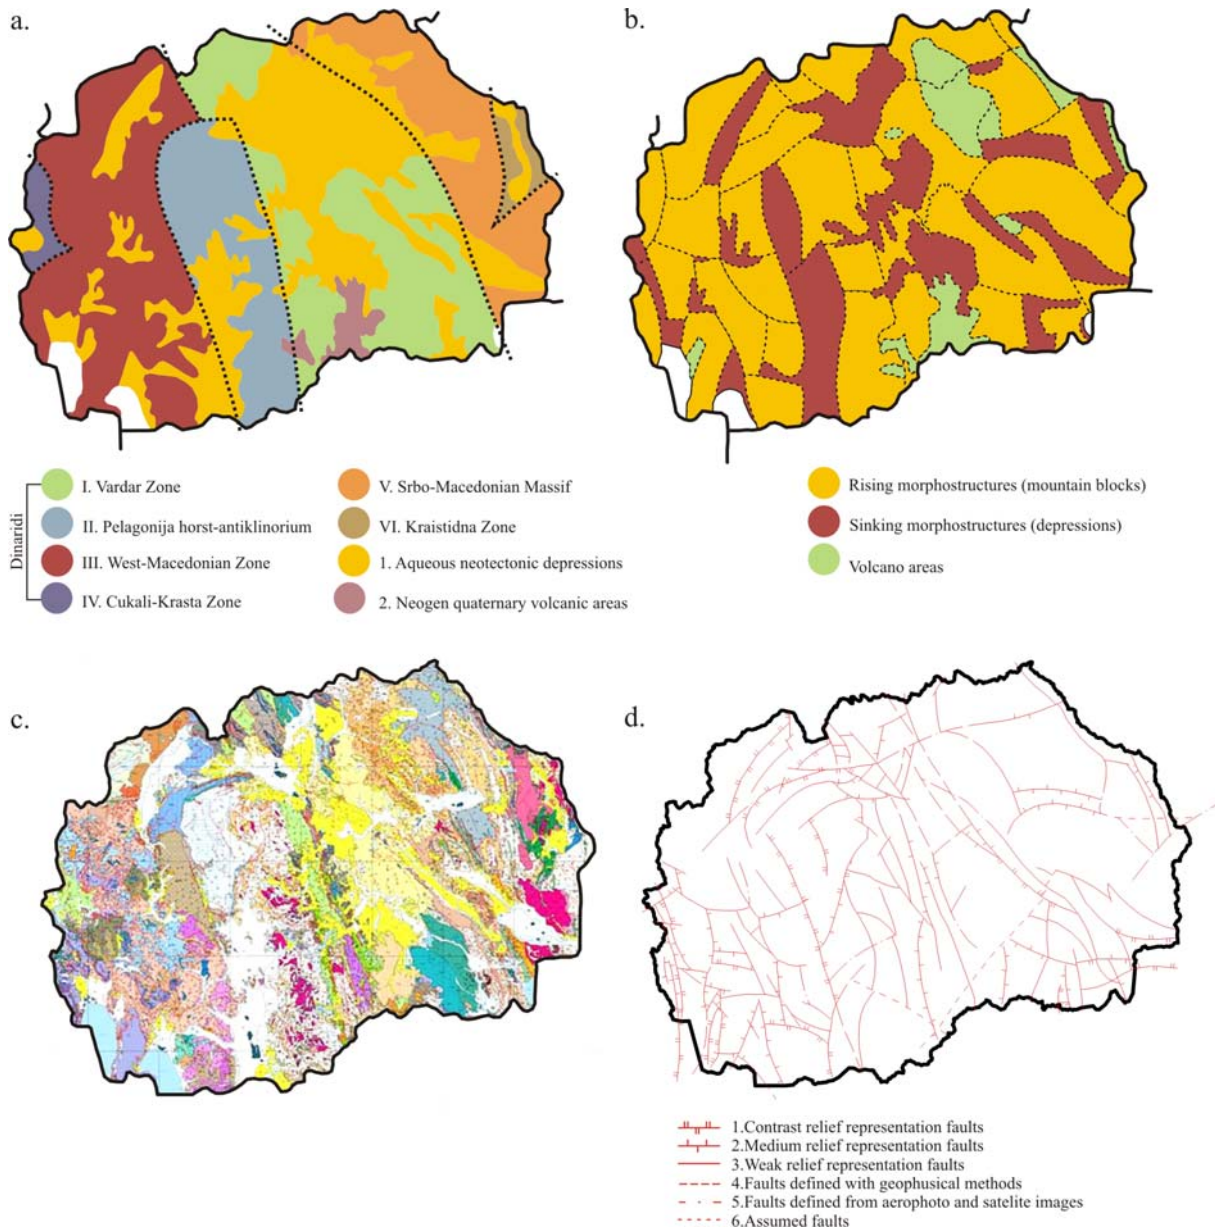 a.
b.
Dinaridi
I. Vardar Zone
II. Pelagonija horst-antiklinorium
III. West-Macedonian Zone
IV. Cukali-Krasta Zone
V. Srbo-Macedonian Massif
VI. Kraistidna Zone
1. Aqueous neotectonic depressions
2. Neogen quaternary volcanic areas
Rising morphostructures (mountain blocks)
Sinking morphostructures (depressions)
Volcano areas
c.
d.
1.Contrast relief representation faults
2.Medium relief representation faults
3.Weak relief representation faults
4.Faults defined with geophusical methods
5.Faults defined from aerophoto and satelite images
6.Assumed faults